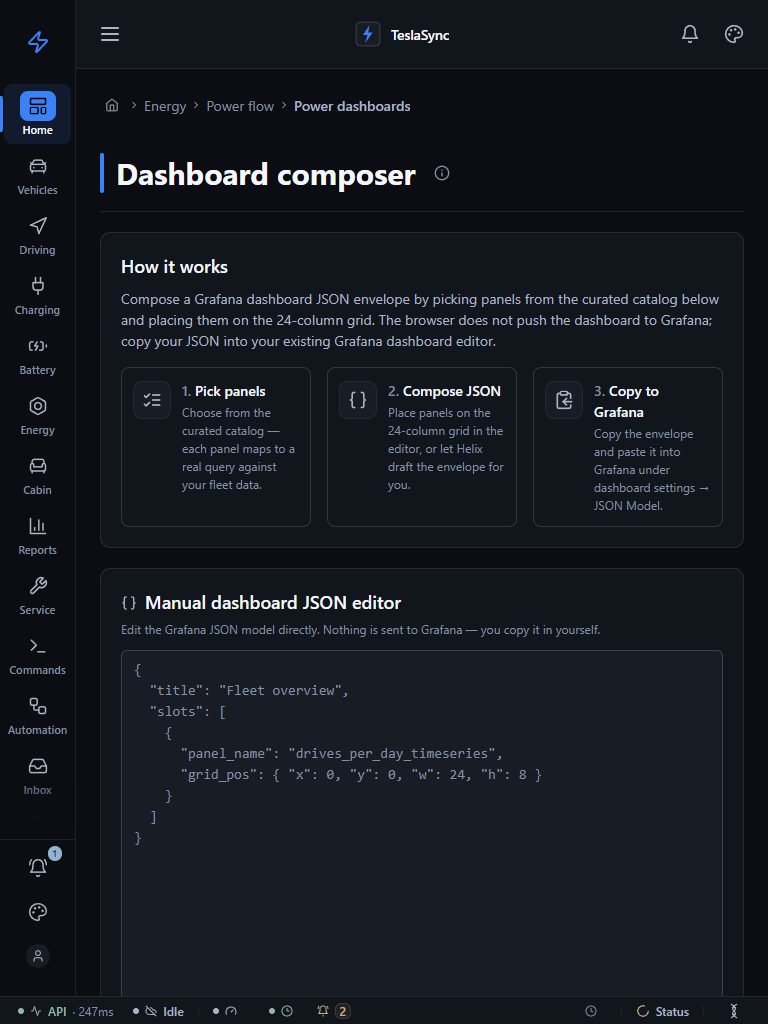 TeslaSync
Home
Vehicles
Driving
Charging
Battery
Energy
Cabin
Reports
Service
Commands
Automation
Inbox
1
Energy
Power flow
Power dashboards
Dashboard composer
How it works
Compose a Grafana dashboard JSON envelope by picking panels from the curated catalog below
and placing them on the 24-column grid. The browser does not push the dashboard to Grafana;
copy your JSON into your existing Grafana dashboard editor.
1. Pick panels
Choose from the
curated catalog —
each panel maps to a
real query against
your fleet data.
2. Compose JSON
Place panels on the
24-column grid in the
editor, or let Helix
draft the envelope for
you.
3. Copy to
Grafana
Copy the envelope
and paste it into
Grafana under
dashboard settings →
JSON Model.
Manual dashboard JSON editor
Edit the Grafana JSON model directly. Nothing is sent to Grafana — you copy it in yourself.
{
  "title": "Fleet overview",
  "slots": [
    {
      "panel_name": "drives_per_day_timeseries",
      "grid_pos": { "x": 0, "y": 0, "w": 24, "h": 8 }
    }
  ]
}
API · 247ms
Idle
2
Status